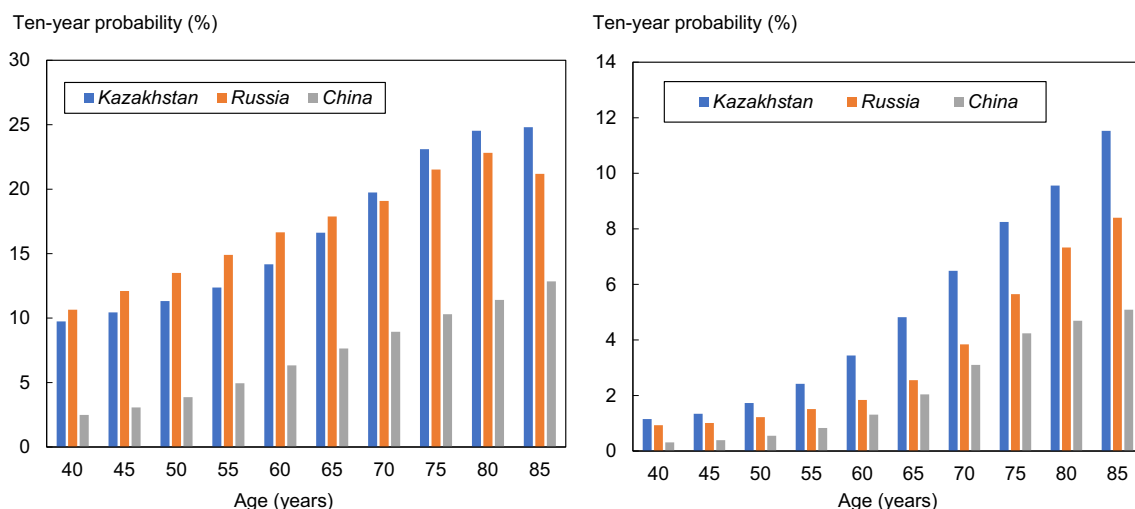 Ten-year probability (%)
30
25
20
15
10
5
0
Kazakhstan Russia China
40 45 50 55 60 65 70 75 80 85
Age (years)
Ten-year probability (%)
14
12
10
8
6
4
2
0
Kazakhstan Russia China
40 45 50 55 60 65 70 75 80 85
Age (years)